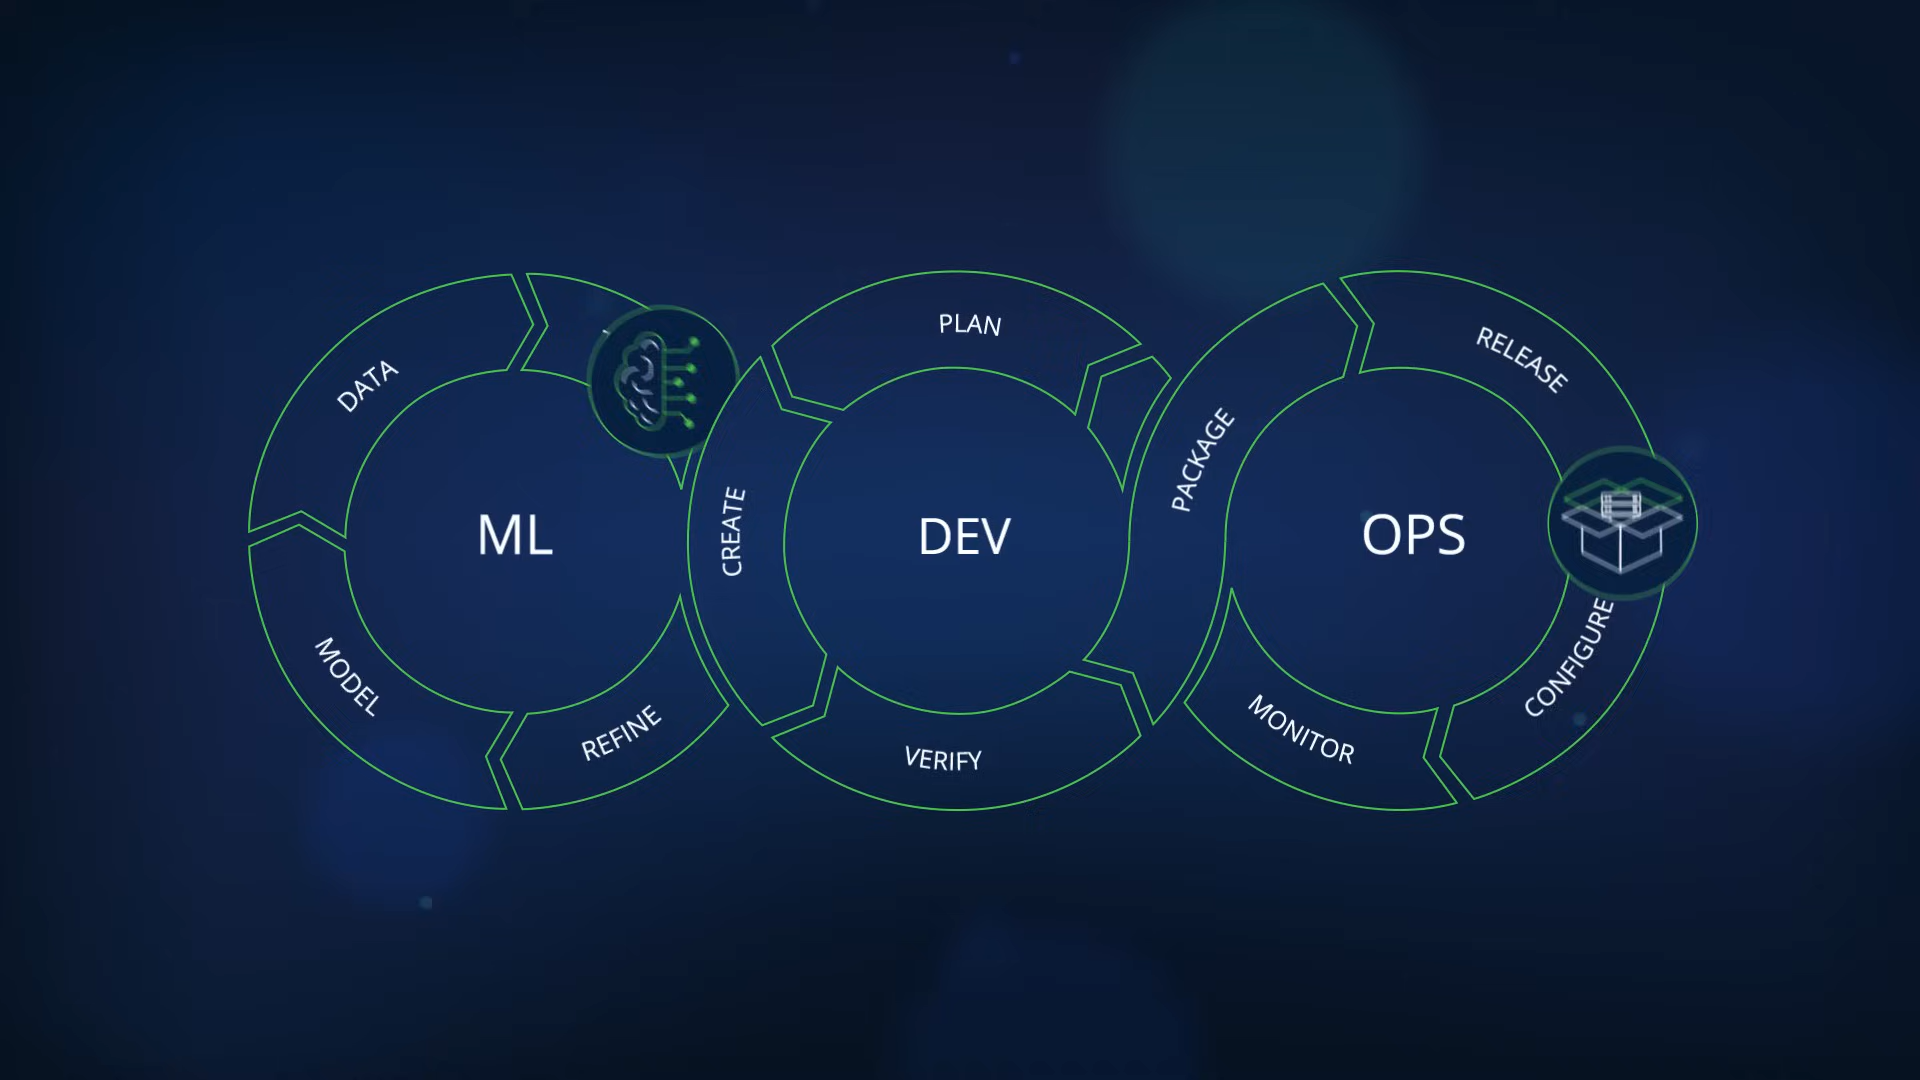 DATA
MODEL
REFINE
ML
CREATE
PLAN
VERIFY
DEV
PACKAGE
RELEASE
CONFIGURE
MONITOR
OPS